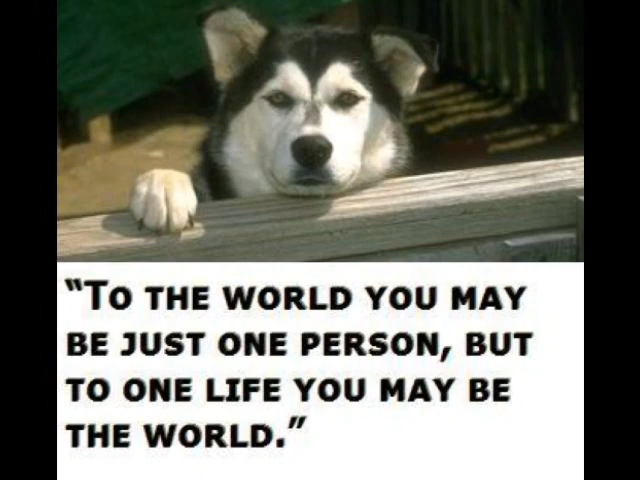 “TO THE WORLD YOU MAY
BE JUST ONE PERSON, BUT
TO ONE LIFE YOU MAY BE
THE WORLD.”